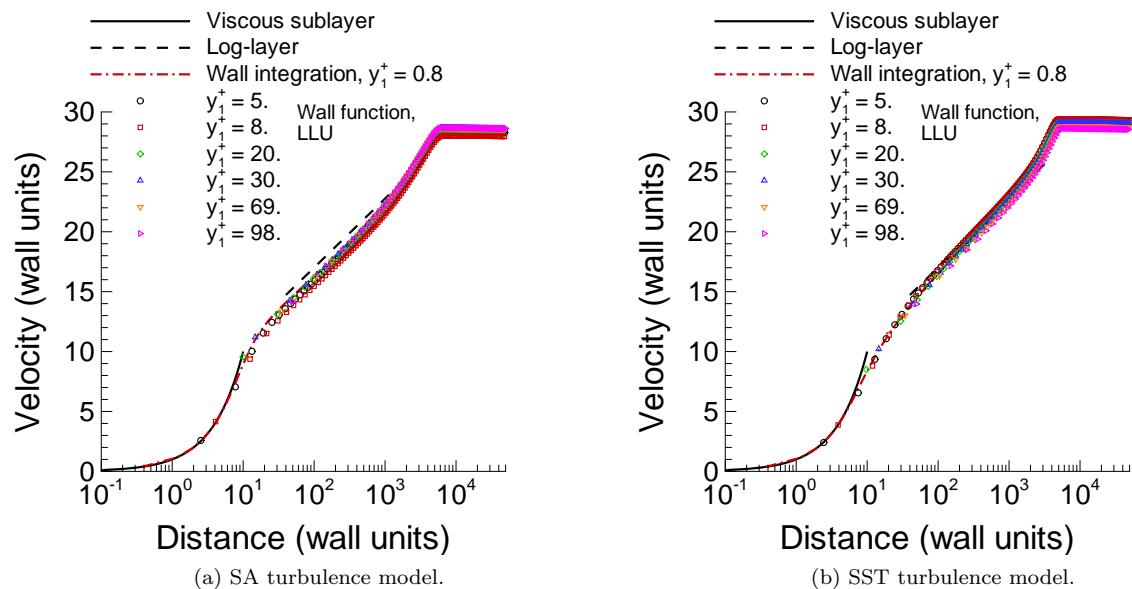 Viscous sublayer
Log-layer
Wall integration, y₁⁺ = 0.8
y₁⁺ = 5.
y₁⁺ = 8.
y₁⁺ = 20.
y₁⁺ = 30.
y₁⁺ = 69.
y₁⁺ = 98.
Wall function,
LLU
Velocity (wall units)
30
25
20
15
10
5
0
10⁻¹ 10⁰ 10¹ 10² 10³ 10⁴
Distance (wall units)
(a) SA turbulence model.
Viscous sublayer
Log-layer
Wall integration, y₁⁺ = 0.8
y₁⁺ = 5.
y₁⁺ = 8.
y₁⁺ = 20.
y₁⁺ = 30.
y₁⁺ = 69.
y₁⁺ = 98.
Wall function,
LLU
Velocity (wall units)
30
25
20
15
10
5
0
10⁻¹ 10⁰ 10¹ 10² 10³ 10⁴
Distance (wall units)
(b) SST turbulence model.